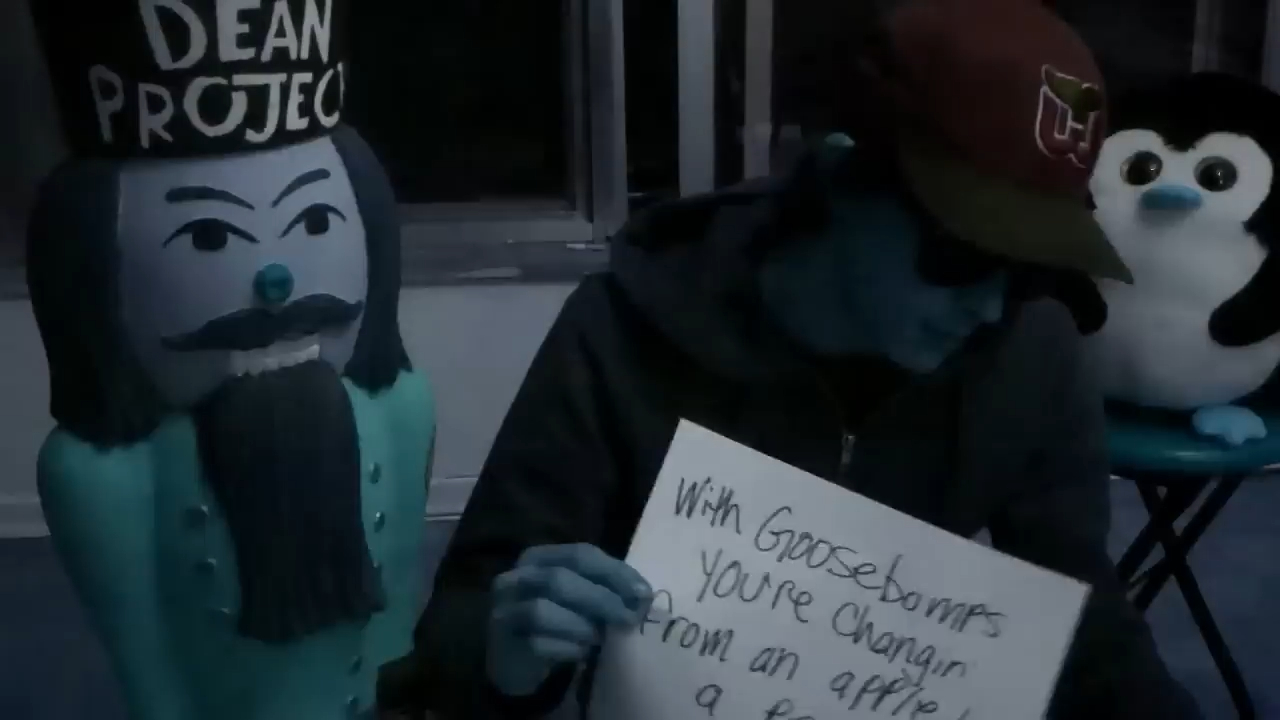 DEAN
PROJEC
With Goosebomps
You're Changin
From an apple
a